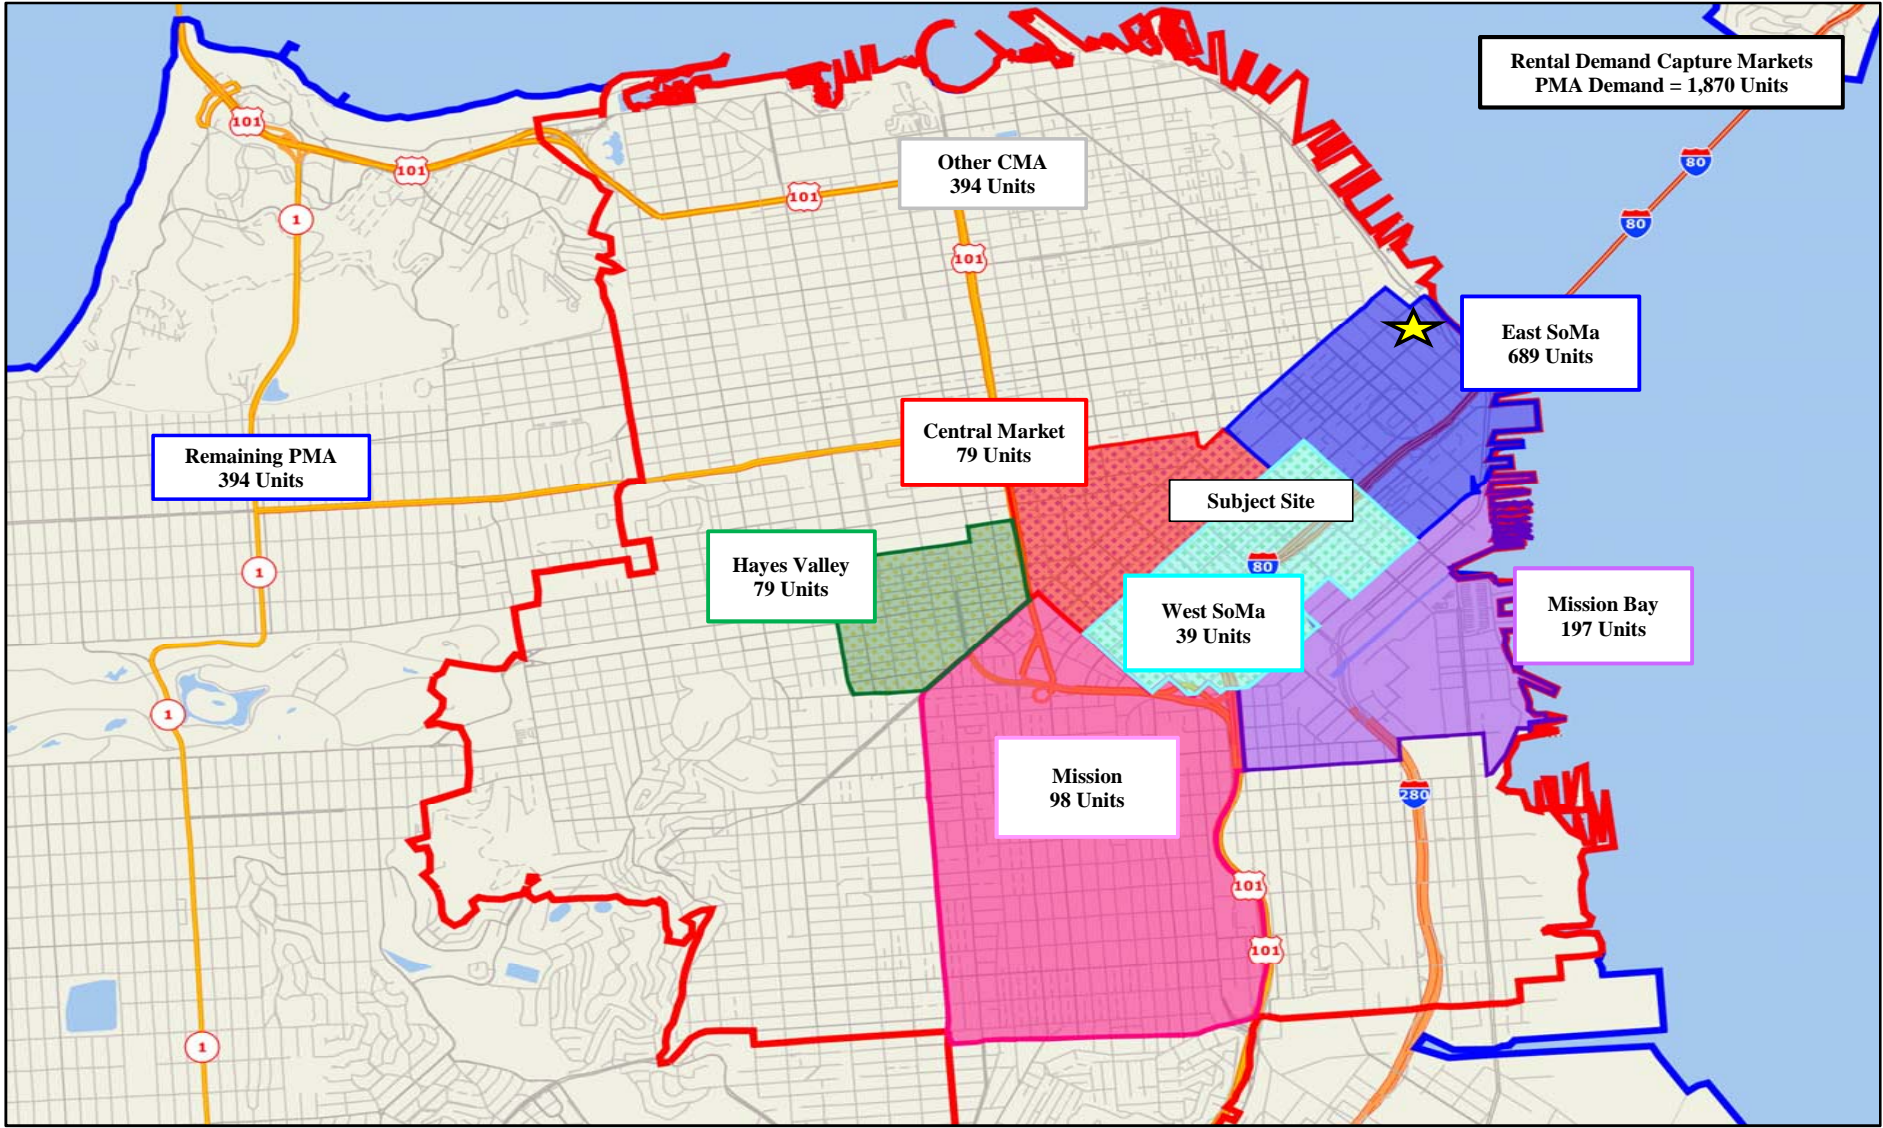 Rental Demand Capture Markets
PMA Demand = 1,870 Units
80
101
Other CMA
394 Units
101
101
1
80
101
East SoMa
689 Units
Central Market
79 Units
Remaining PMA
394 Units
Subject Site
Hayes Valley
79 Units
80
1
West SoMa
39 Units
Mission Bay
197 Units
1
Mission
98 Units
280
101
101
1